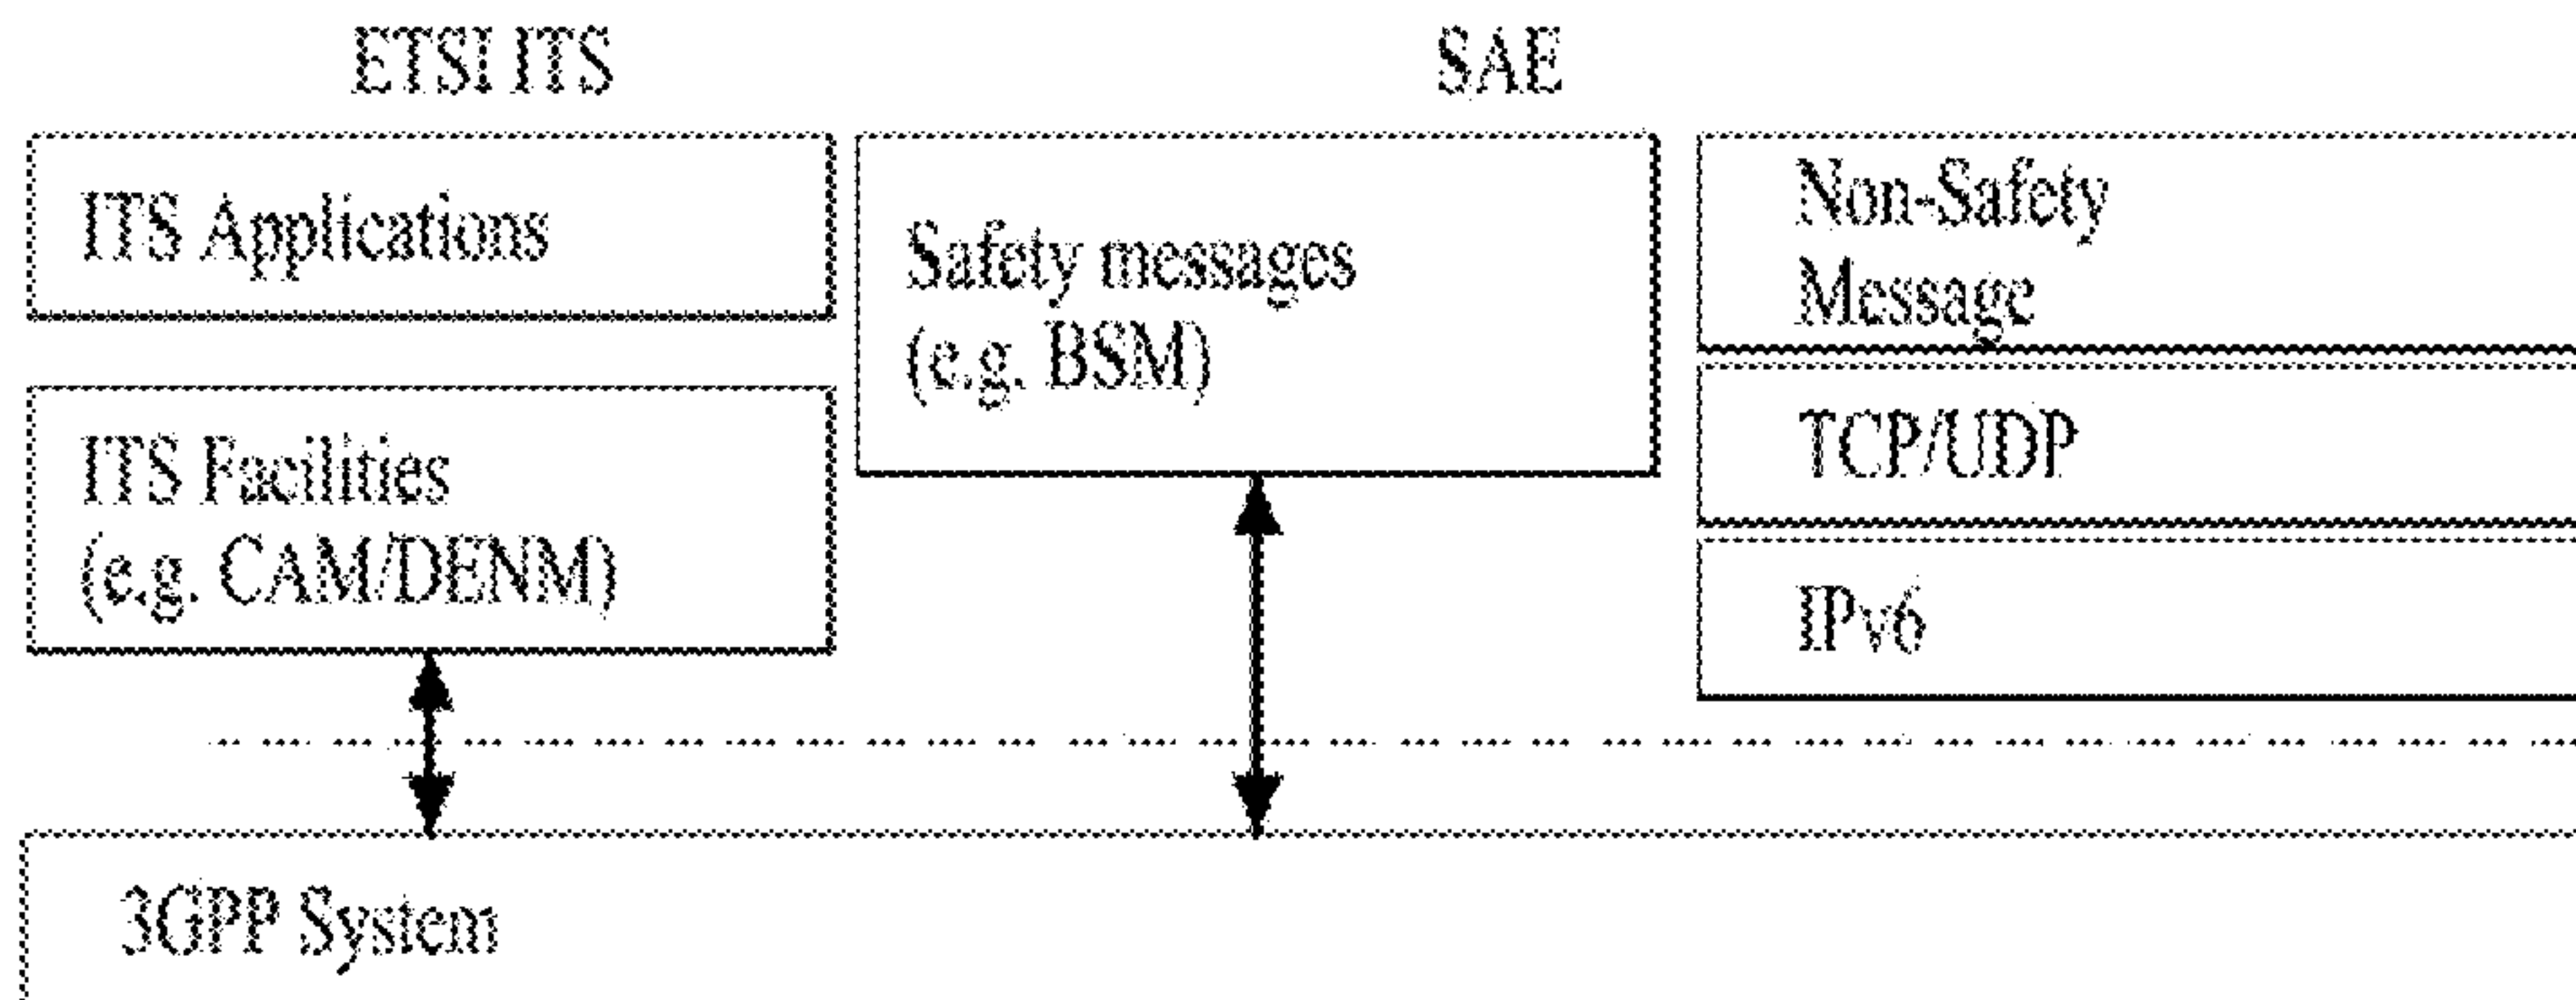 ETSI ITS
SAE
ITS Applications
ITS Facilities
(e.g. CAM/DENM)
Safety messages
(e.g. BSM)
Non-Safety
Message
TCP/UDP
IPv6
3GPP System